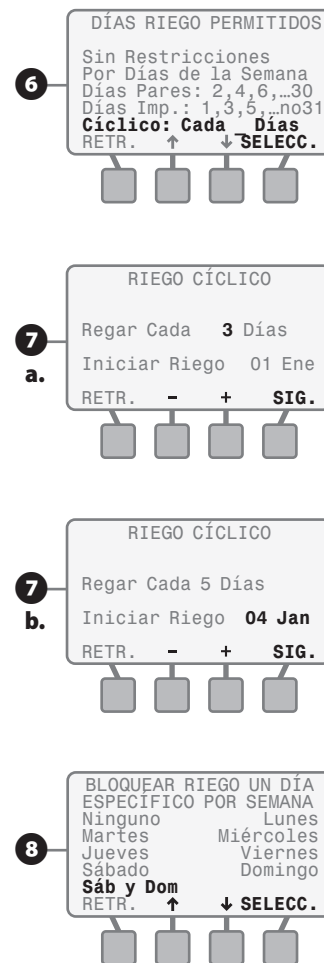 DÍAS RIEGO PERMITIDOS
Sin Restricciones
Por Días de la Semana
Días Pares: 2,4,6,…30
Días Imp.: 1,3,5,…no31
Cíclico: Cada _ Días
RETR. ↑ ↓ SELECC.
6
RIEGO CÍCLICO
Regar Cada 3 Días
Iniciar Riego 01 Ene
RETR. - + SIG.
7
a.
RIEGO CÍCLICO
Regar Cada 5 Días
Iniciar Riego 04 Jan
RETR. - + SIG.
7
b.
BLOQUEAR RIEGO UN DÍA
ESPECÍFICO POR SEMANA
Ninguno Lunes
Martes Miércoles
Jueves Viernes
Sábado Domingo
Sáb y Dom
RETR. ↑ ↓ SELECC.
8